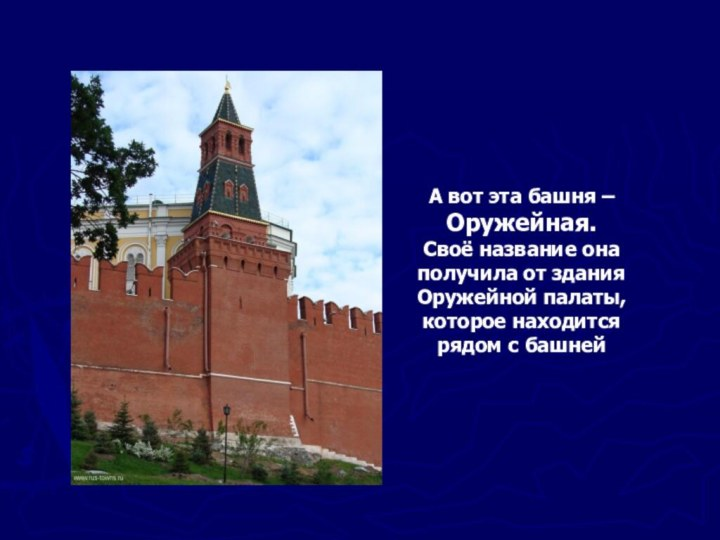 А вот эта башня –
Оружейная.
Своё название она
получила от здания
Оружейной палаты,
которое находится
рядом с башней
www.rus-towns.ru